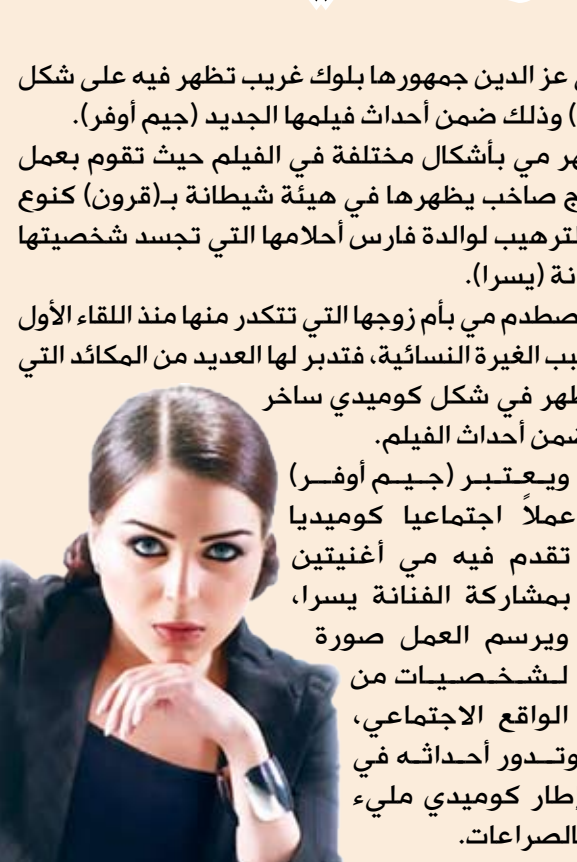 عز الدين جمهورها بلوك غريب تظهر فيه على شكل
) وذلك ضمن أحداث فيلمها الجديد (جيم أوفر).
مي بأشكال مختلفة في الفيلم حيث تقوم بعمل
صاخب يظهرها في هيئة شيطانة بـ(قرون) كنوع
لترهيب لوالدة فارس أحلامها التي تجسد شخصيتها
(يسرا).
صطدم مي بأم زوجها التي تتكدر منها منذ اللقاء الأول
الغيرة النسائية، فتدبر لها العديد من المكائد التي
ظهر في شكل كوميدي ساخر
ضمن أحداث الفيلم.
ويعتبر (جيم أوفر)
عملاً اجتماعيا كوميديا
تقدم فيه مي أغنيتين
بمشاركة الفنانة يسرا،
ويرسم العمل صورة
لشخصيات من
الواقع الاجتماعي،
وتدور أحداثه في
إطار كوميدي مليء
بالصراعات.